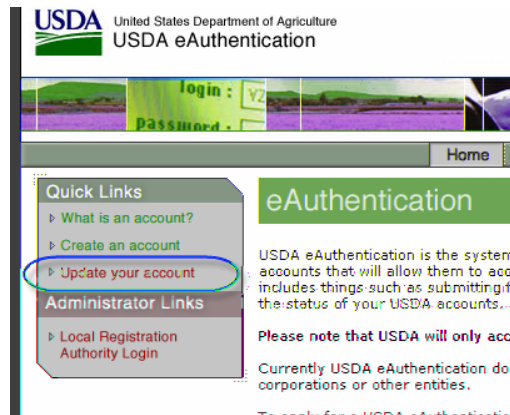 USDA
United States Department of Agriculture
USDA eAuthentication
login :
password :
Home
Quick Links
What is an account?
Create an account
Update your account
Administrator Links
Local Registration
Authority Login
eAuthentication
USDA eAuthentication is the system
accounts that will allow them to
includes things such as submitting
the status of your USDA accounts.
Please note that USDA will only
Currently USDA eAuthentication do
corporations or other entities.